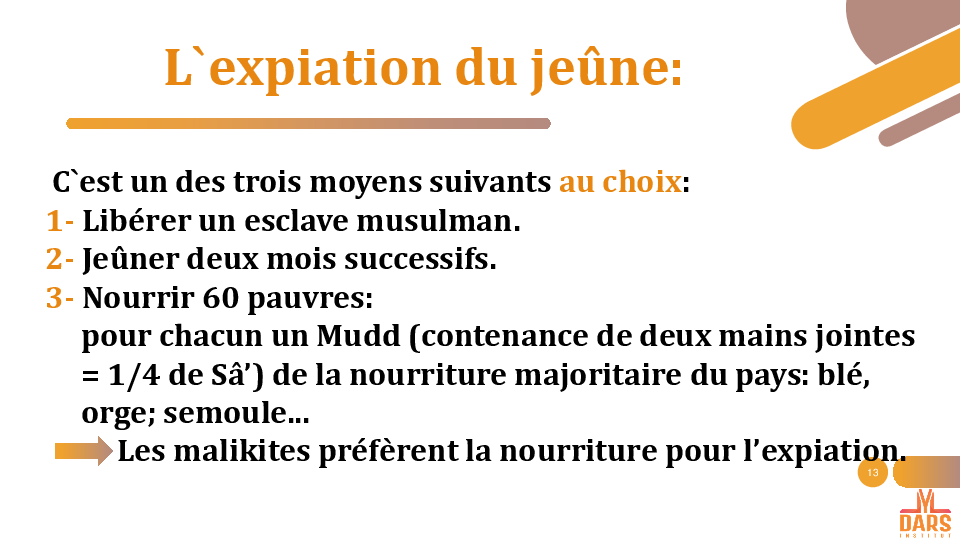 L`expiation du jeûne:
C`est un des trois moyens suivants au choix:
1- Libérer un esclave musulman.
2- Jeûner deux mois successifs.
3- Nourrir 60 pauvres:
pour chacun un Mudd (contenance de deux mains jointes
= 1/4 de Sâ’) de la nourriture majoritaire du pays: blé,
orge; semoule...
Les malikites préfèrent la nourriture pour l’expiation.
13
DARS
INSTITUT